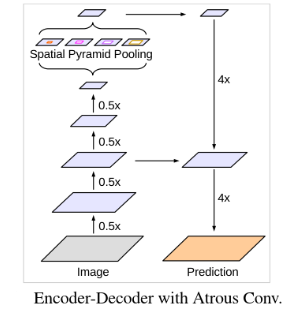 Spatial Pyramid Pooling
4x
0.5x
0.5x
0.5x
4x
0.5x
Image
Prediction
Encoder-Decoder with Atrous Conv.